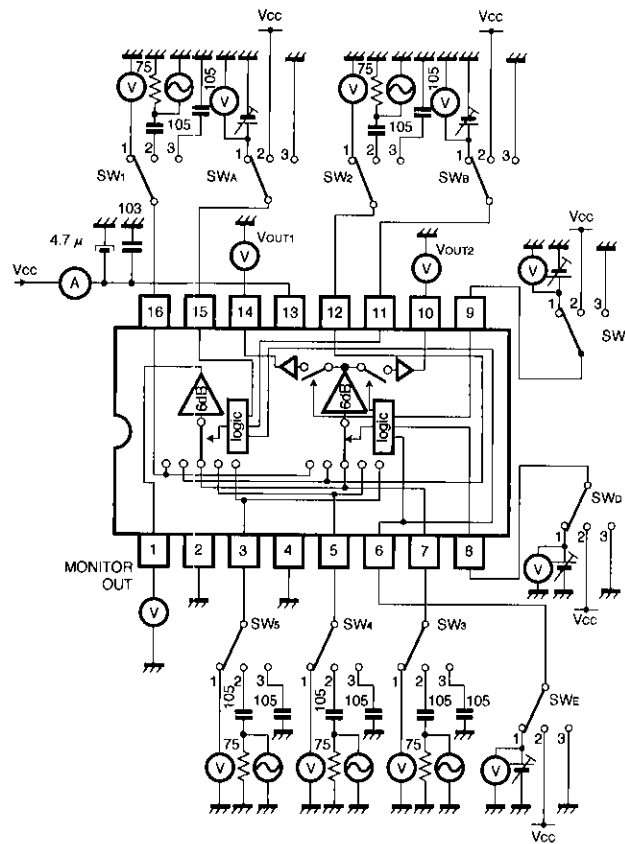 Vcc Vcc
75 105 75 105
105 105
1 2 3 1 2 3 1 2 3 1 2 3
SW1 SWA SW2 SWB
103
4.7 μ
VOUT1 VOUT2
Vcc
Vcc A V V V
1 2 3
SW
16 15 14 13 12 11 10 9
6dB logic 6dB logic
SWD
1 2 3
1 2 3 4 5 6 7 8
MONITOR
OUT
V V
Vcc
SW5 SW4 SW3
1 2 3 1 2 3 1 2 3
SWE
105 105 105 105 105 105
1 2 3
75 75 75
V V V V
Vcc